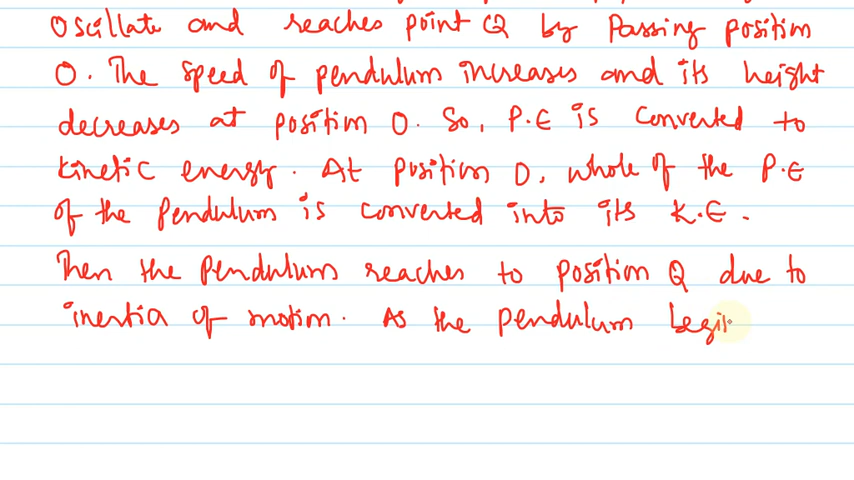 Oscillate and reaches point Q by Passing position
O. The speed of pendulum increases and its height
decreases at position O. So, P.E is converted to
kinetic energy. At position O, whole of the P.E
of the pendulum is converted into its K.E.
Then the pendulum reaches to position Q due to
inertia of motion. As the pendulum begi